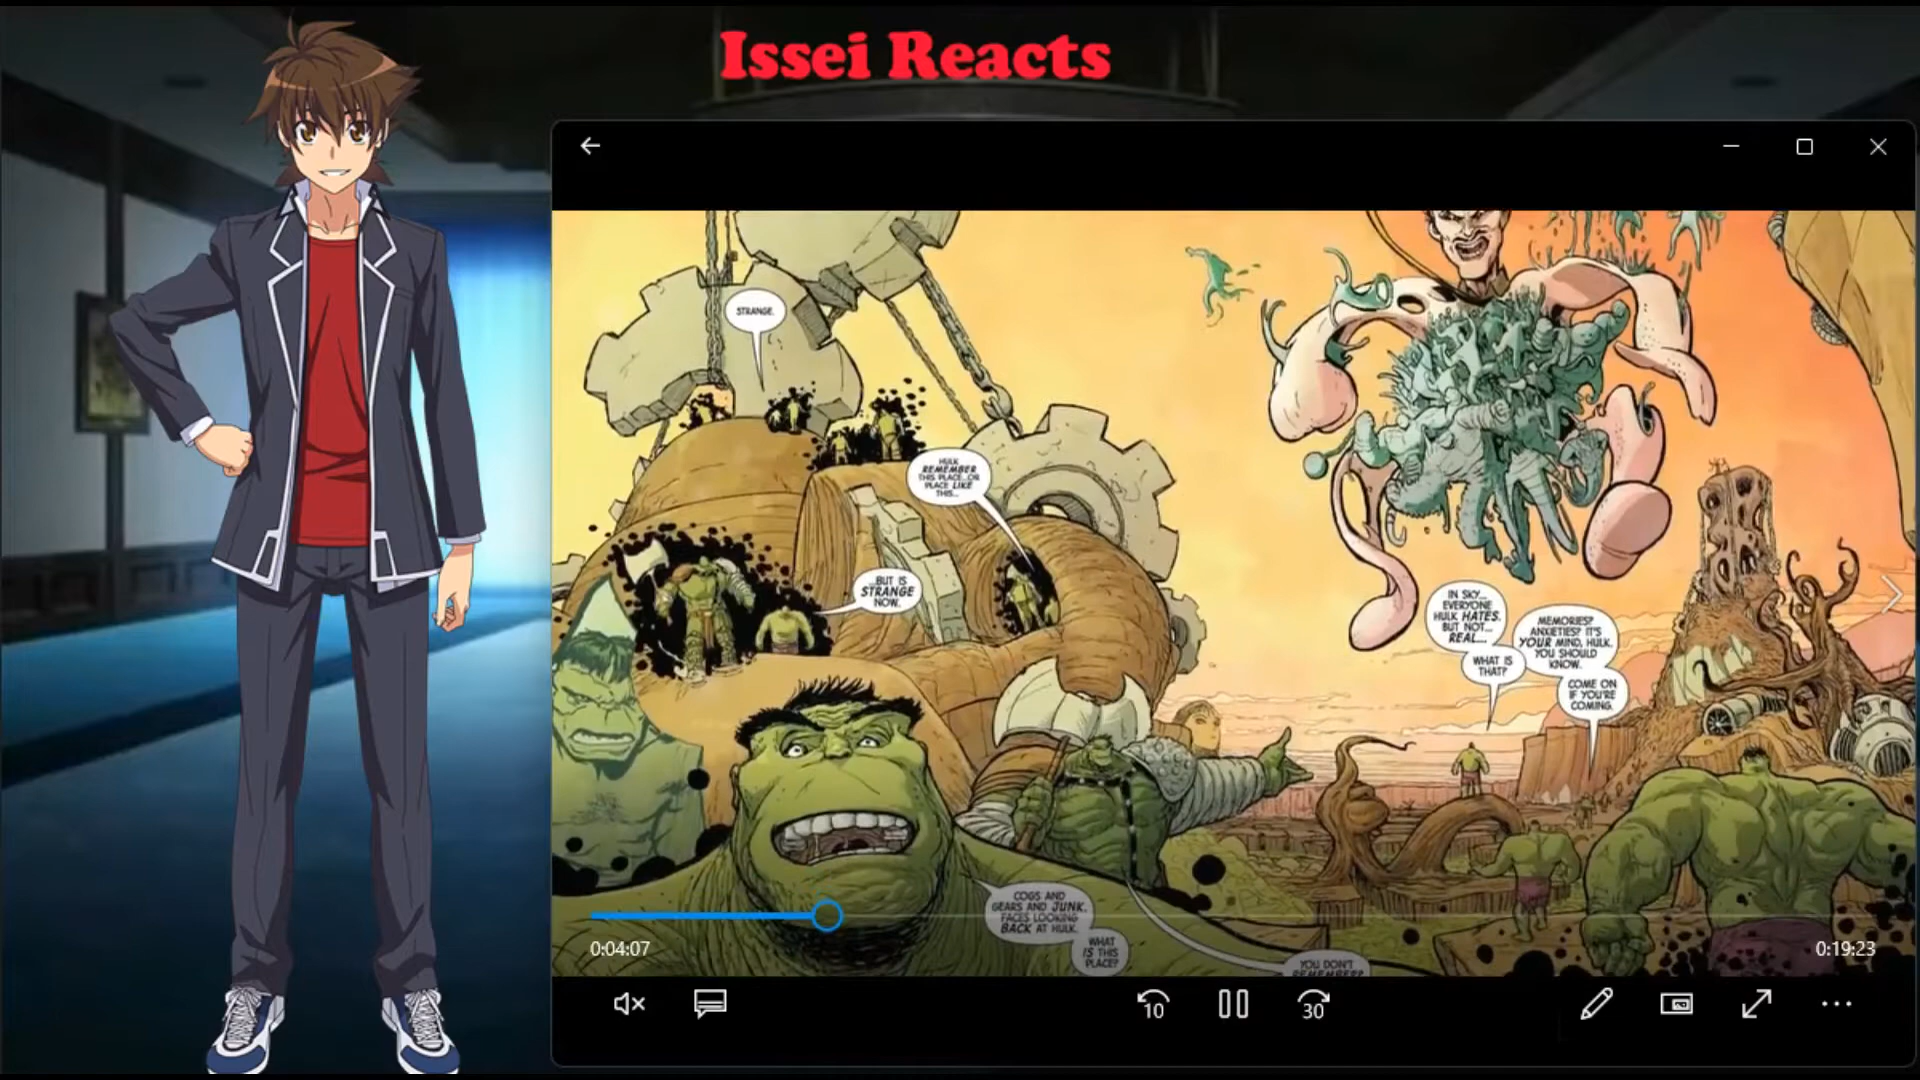 Issei Reacts
STRANGE.
HULK
REMEMBER
THIS PLACE...OR
PLACE LIKE
THIS...
...BUT IS
STRANGE
NOW.
IN SKY...
EVERYONE
HULK HATES.
BUT NOT...
REAL...
WHAT IS
THAT?
MEMORIES?
ANXIETIES? IT'S
YOUR MIND, HULK.
YOU SHOULD
KNOW.
COME ON
IF YOU'RE
COMING.
COGS AND
GEARS AND JUNK.
FACES LOOKING
BACK AT HULK.
WHAT
IS THIS
PLACE?
YOU DON'T
REMEMBER?
0:04:07
0:19:23
10
30